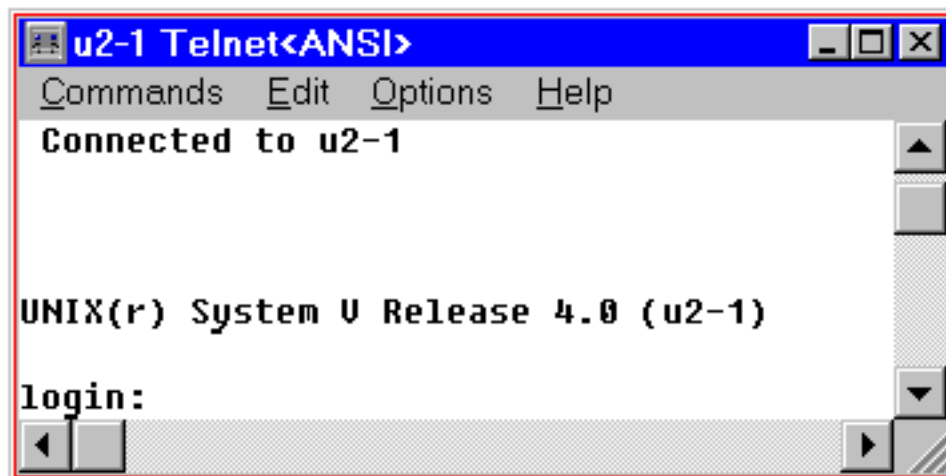 u2-1 Telnet<ANSI>
Commands Edit Options Help
Connected to u2-1
UNIX(r) System V Release 4.0 (u2-1)
login: